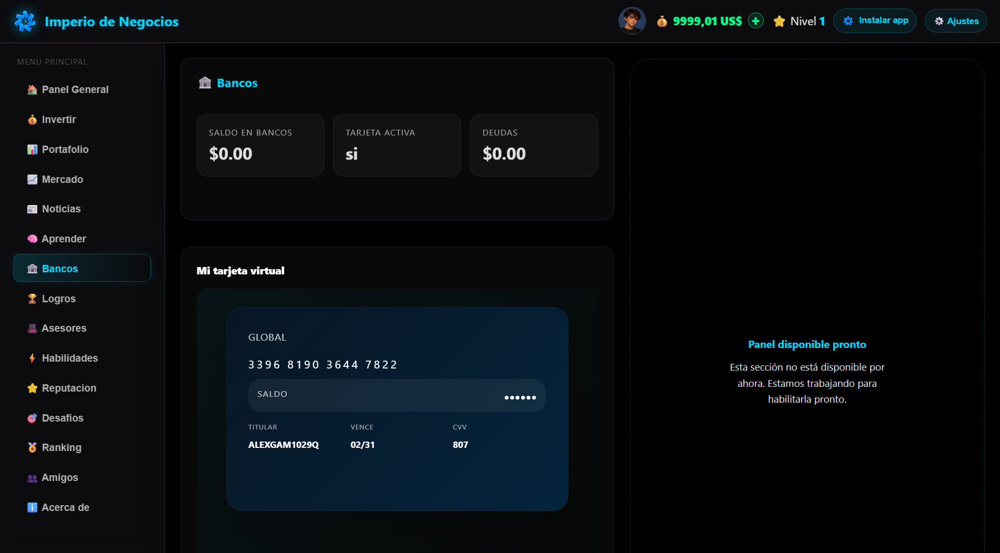 Imperio de Negocios
9999,01 US$
Nivel 1
Instalar app
Ajustes
MENU PRINCIPAL
Panel General
Invertir
Portafolio
Mercado
Noticias
Aprender
Bancos
Logros
Asesores
Habilidades
Reputacion
Desafios
Ranking
Amigos
Acerca de
Bancos
SALDO EN BANCOS
$0.00
TARJETA ACTIVA
si
DEUDAS
$0.00
Mi tarjeta virtual
GLOBAL
3396 8190 3644 7822
SALDO
••••••
TITULAR
ALEXGAM1029Q
VENCE
02/31
CVV
807
Panel disponible pronto
Esta sección no está disponible por
ahora. Estamos trabajando para
habilitarla pronto.